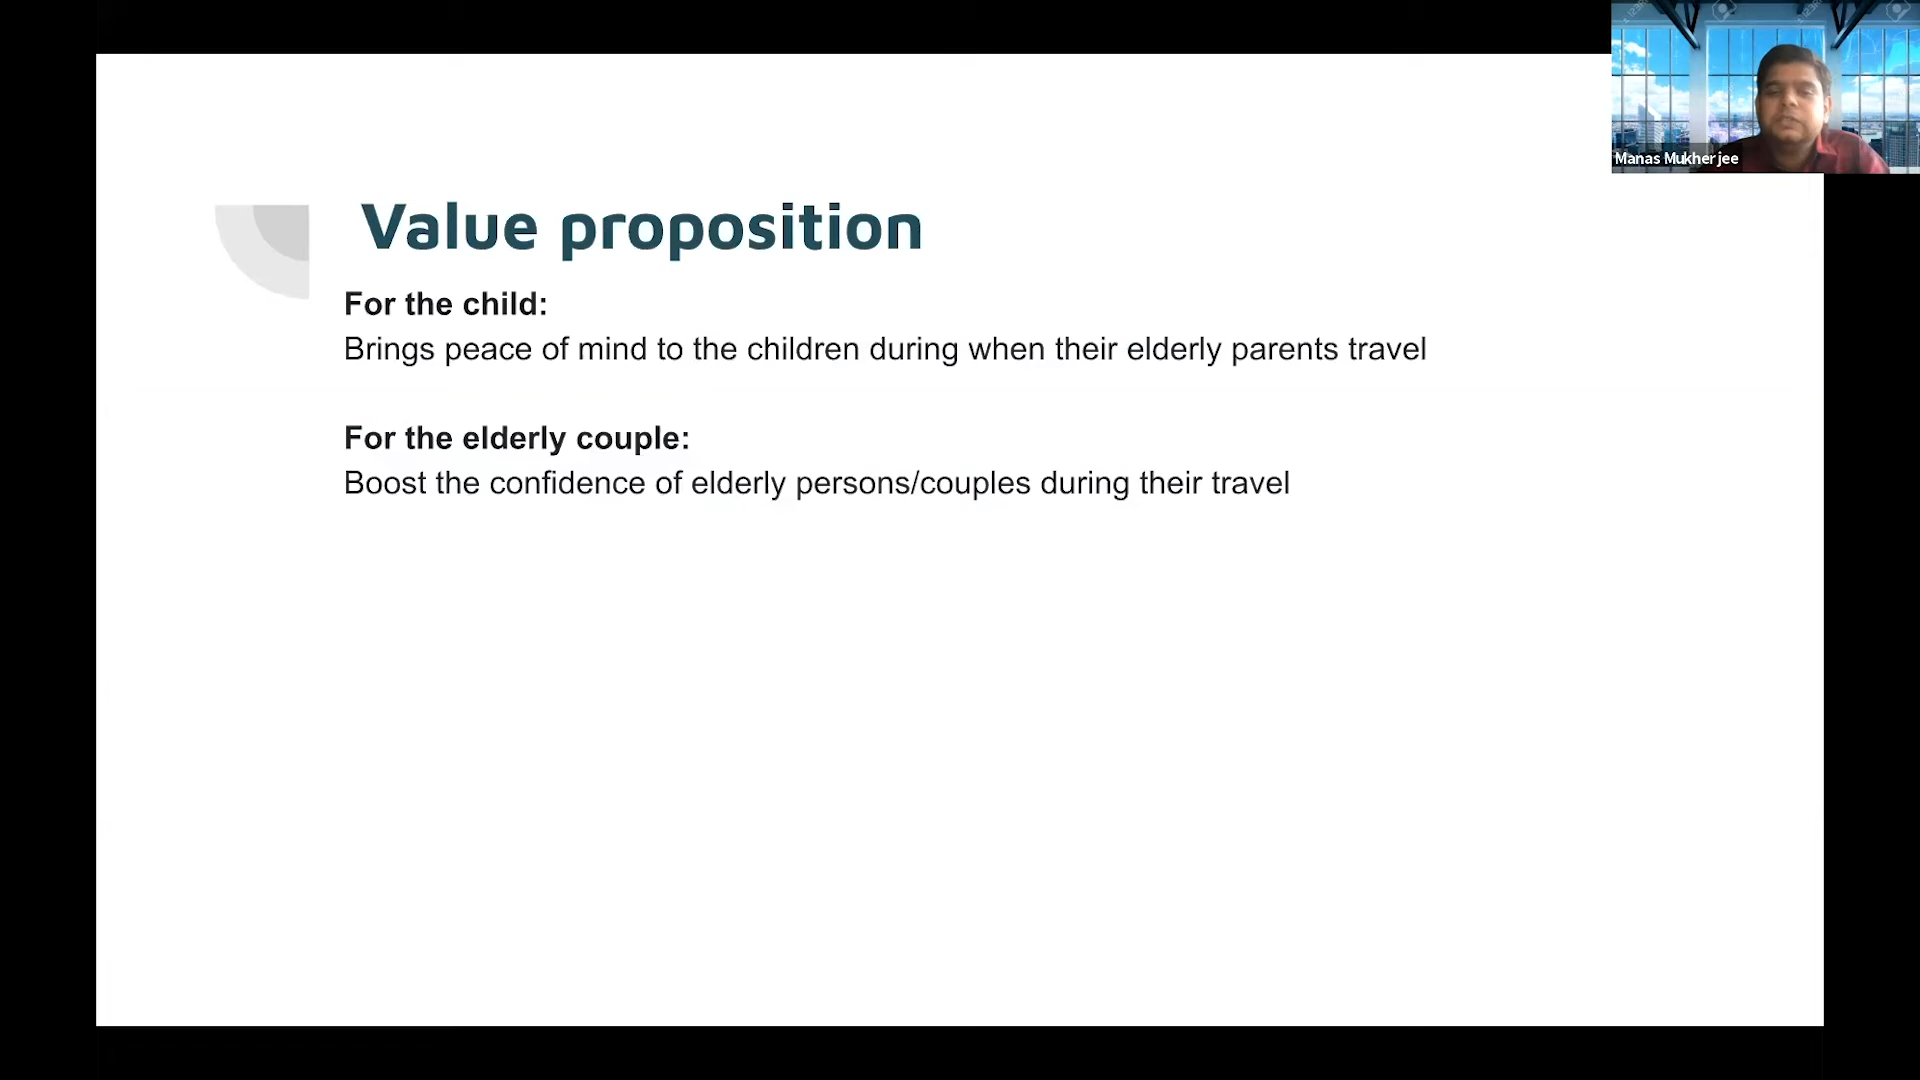 Value proposition
For the child:
Brings peace of mind to the children during when their elderly parents travel
For the elderly couple:
Boost the confidence of elderly persons/couples during their travel
Manas Mukherjee